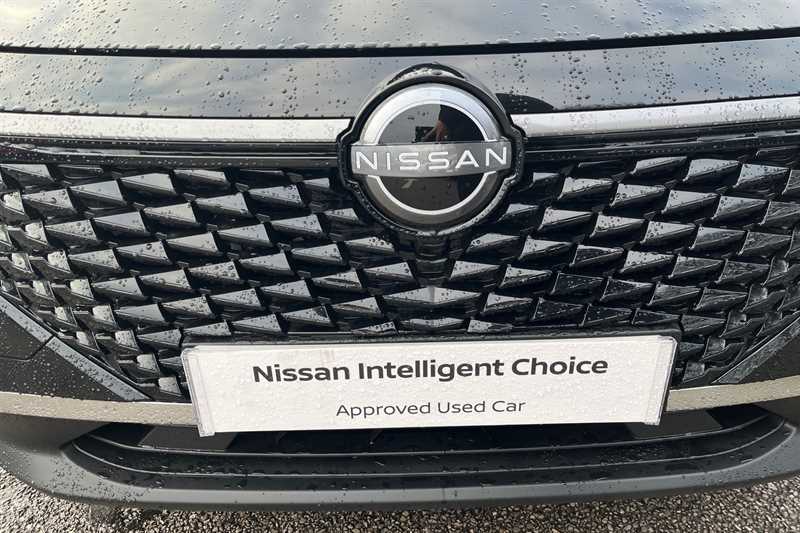 NISSAN
Nissan Intelligent Choice
Approved Used Car